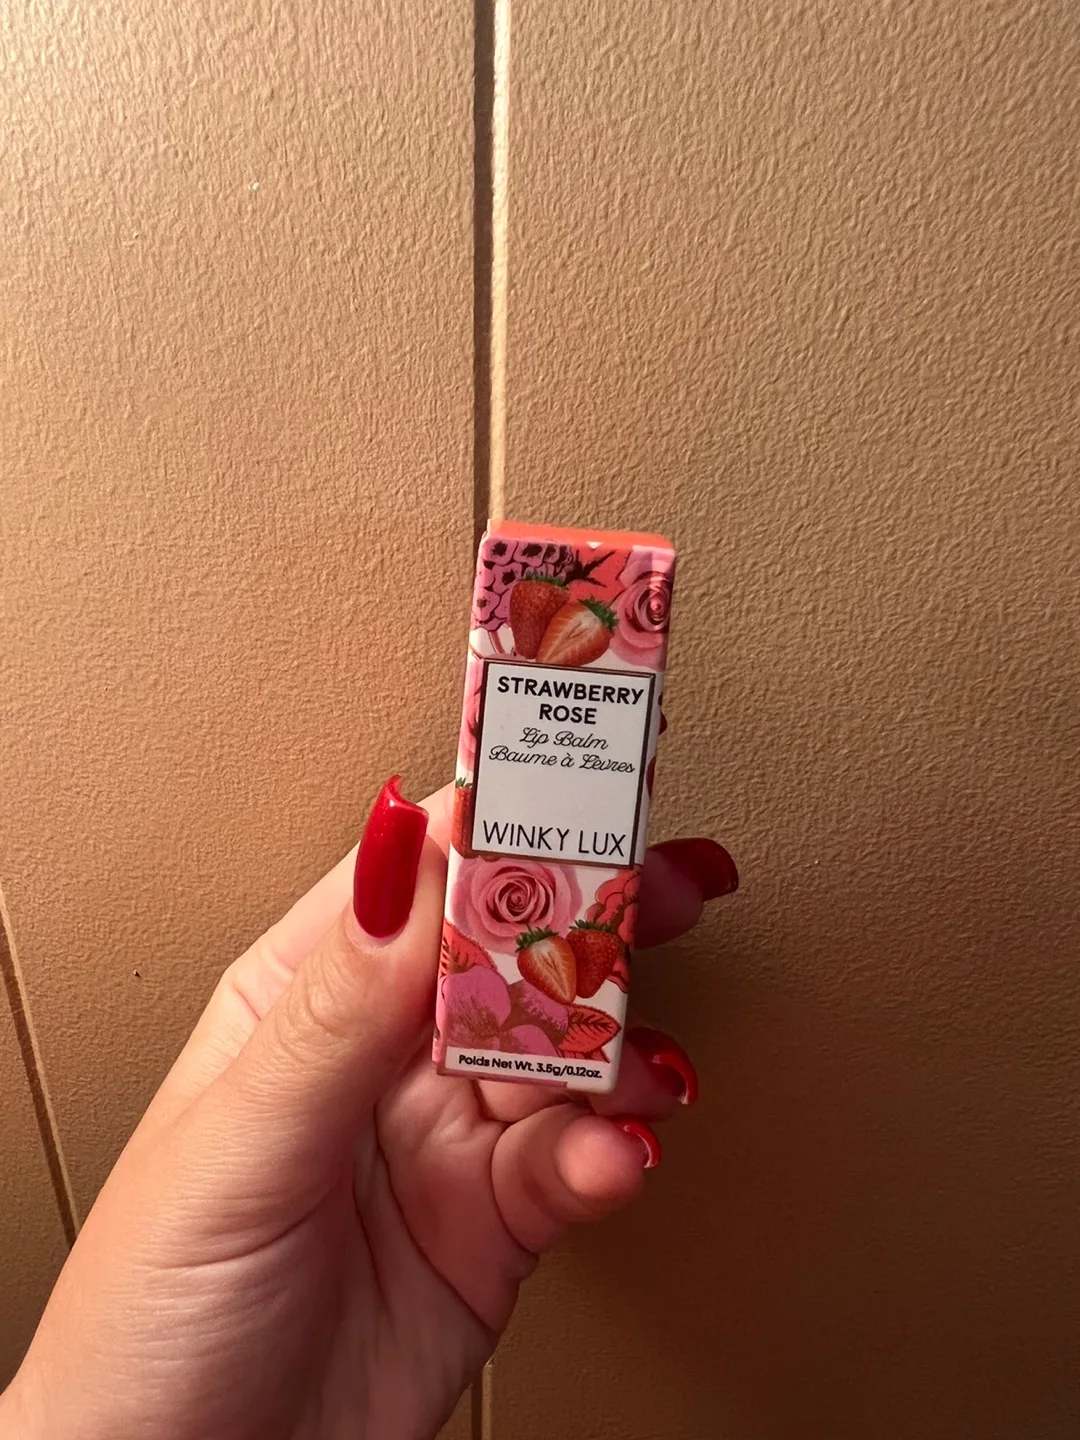 STRAWBERRY
ROSE
Lip Balm
Baume à Lèvres
WINKY LUX
Poids Net Wt. 3.5g/0.12oz.